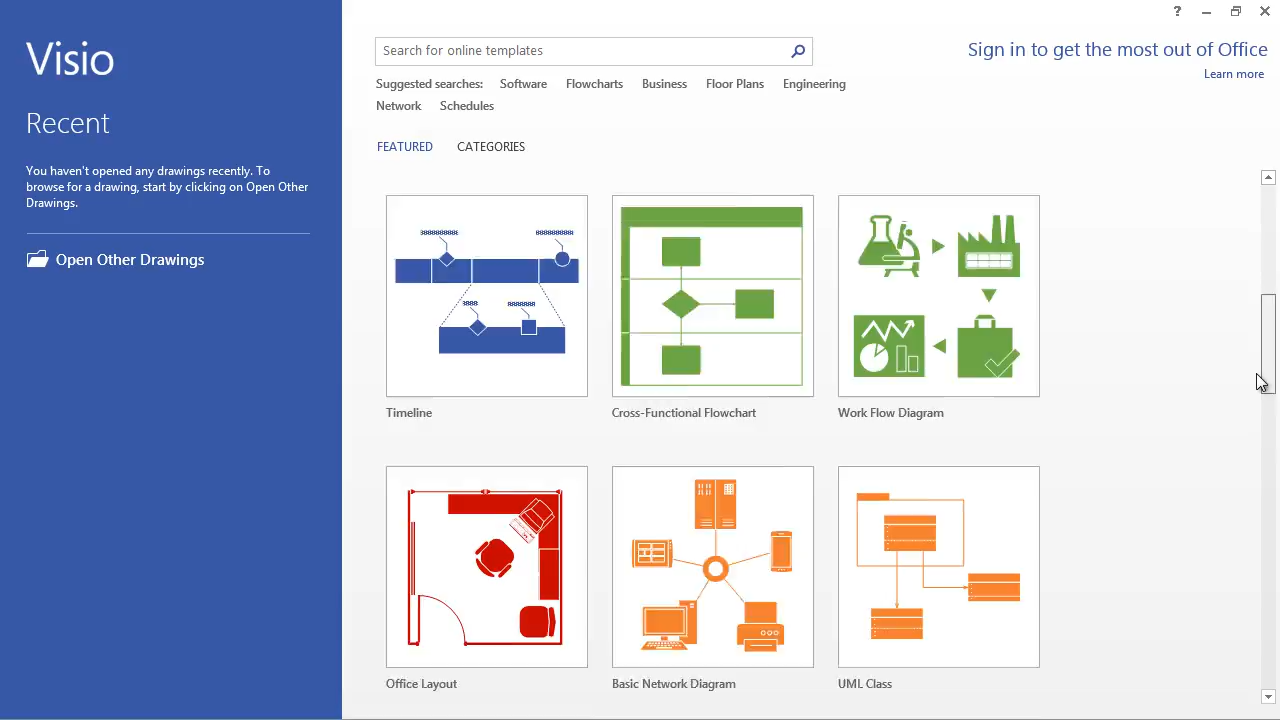 ?
Visio
Recent
You haven't opened any drawings recently. To
browse for a drawing, start by clicking on Open Other
Drawings.
Open Other Drawings
Search for online templates
Sign in to get the most out of Office
Learn more
Suggested searches: Software Flowcharts Business Floor Plans Engineering
Network Schedules
FEATURED CATEGORIES
Timeline Cross-Functional Flowchart Work Flow Diagram
Office Layout Basic Network Diagram UML Class